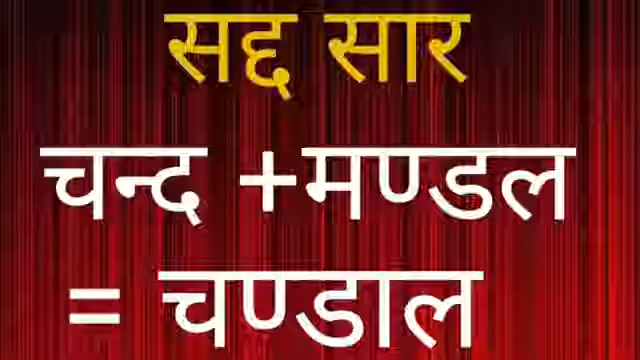 सद्द सार
चन्द +मण्डल
= चण्डाल